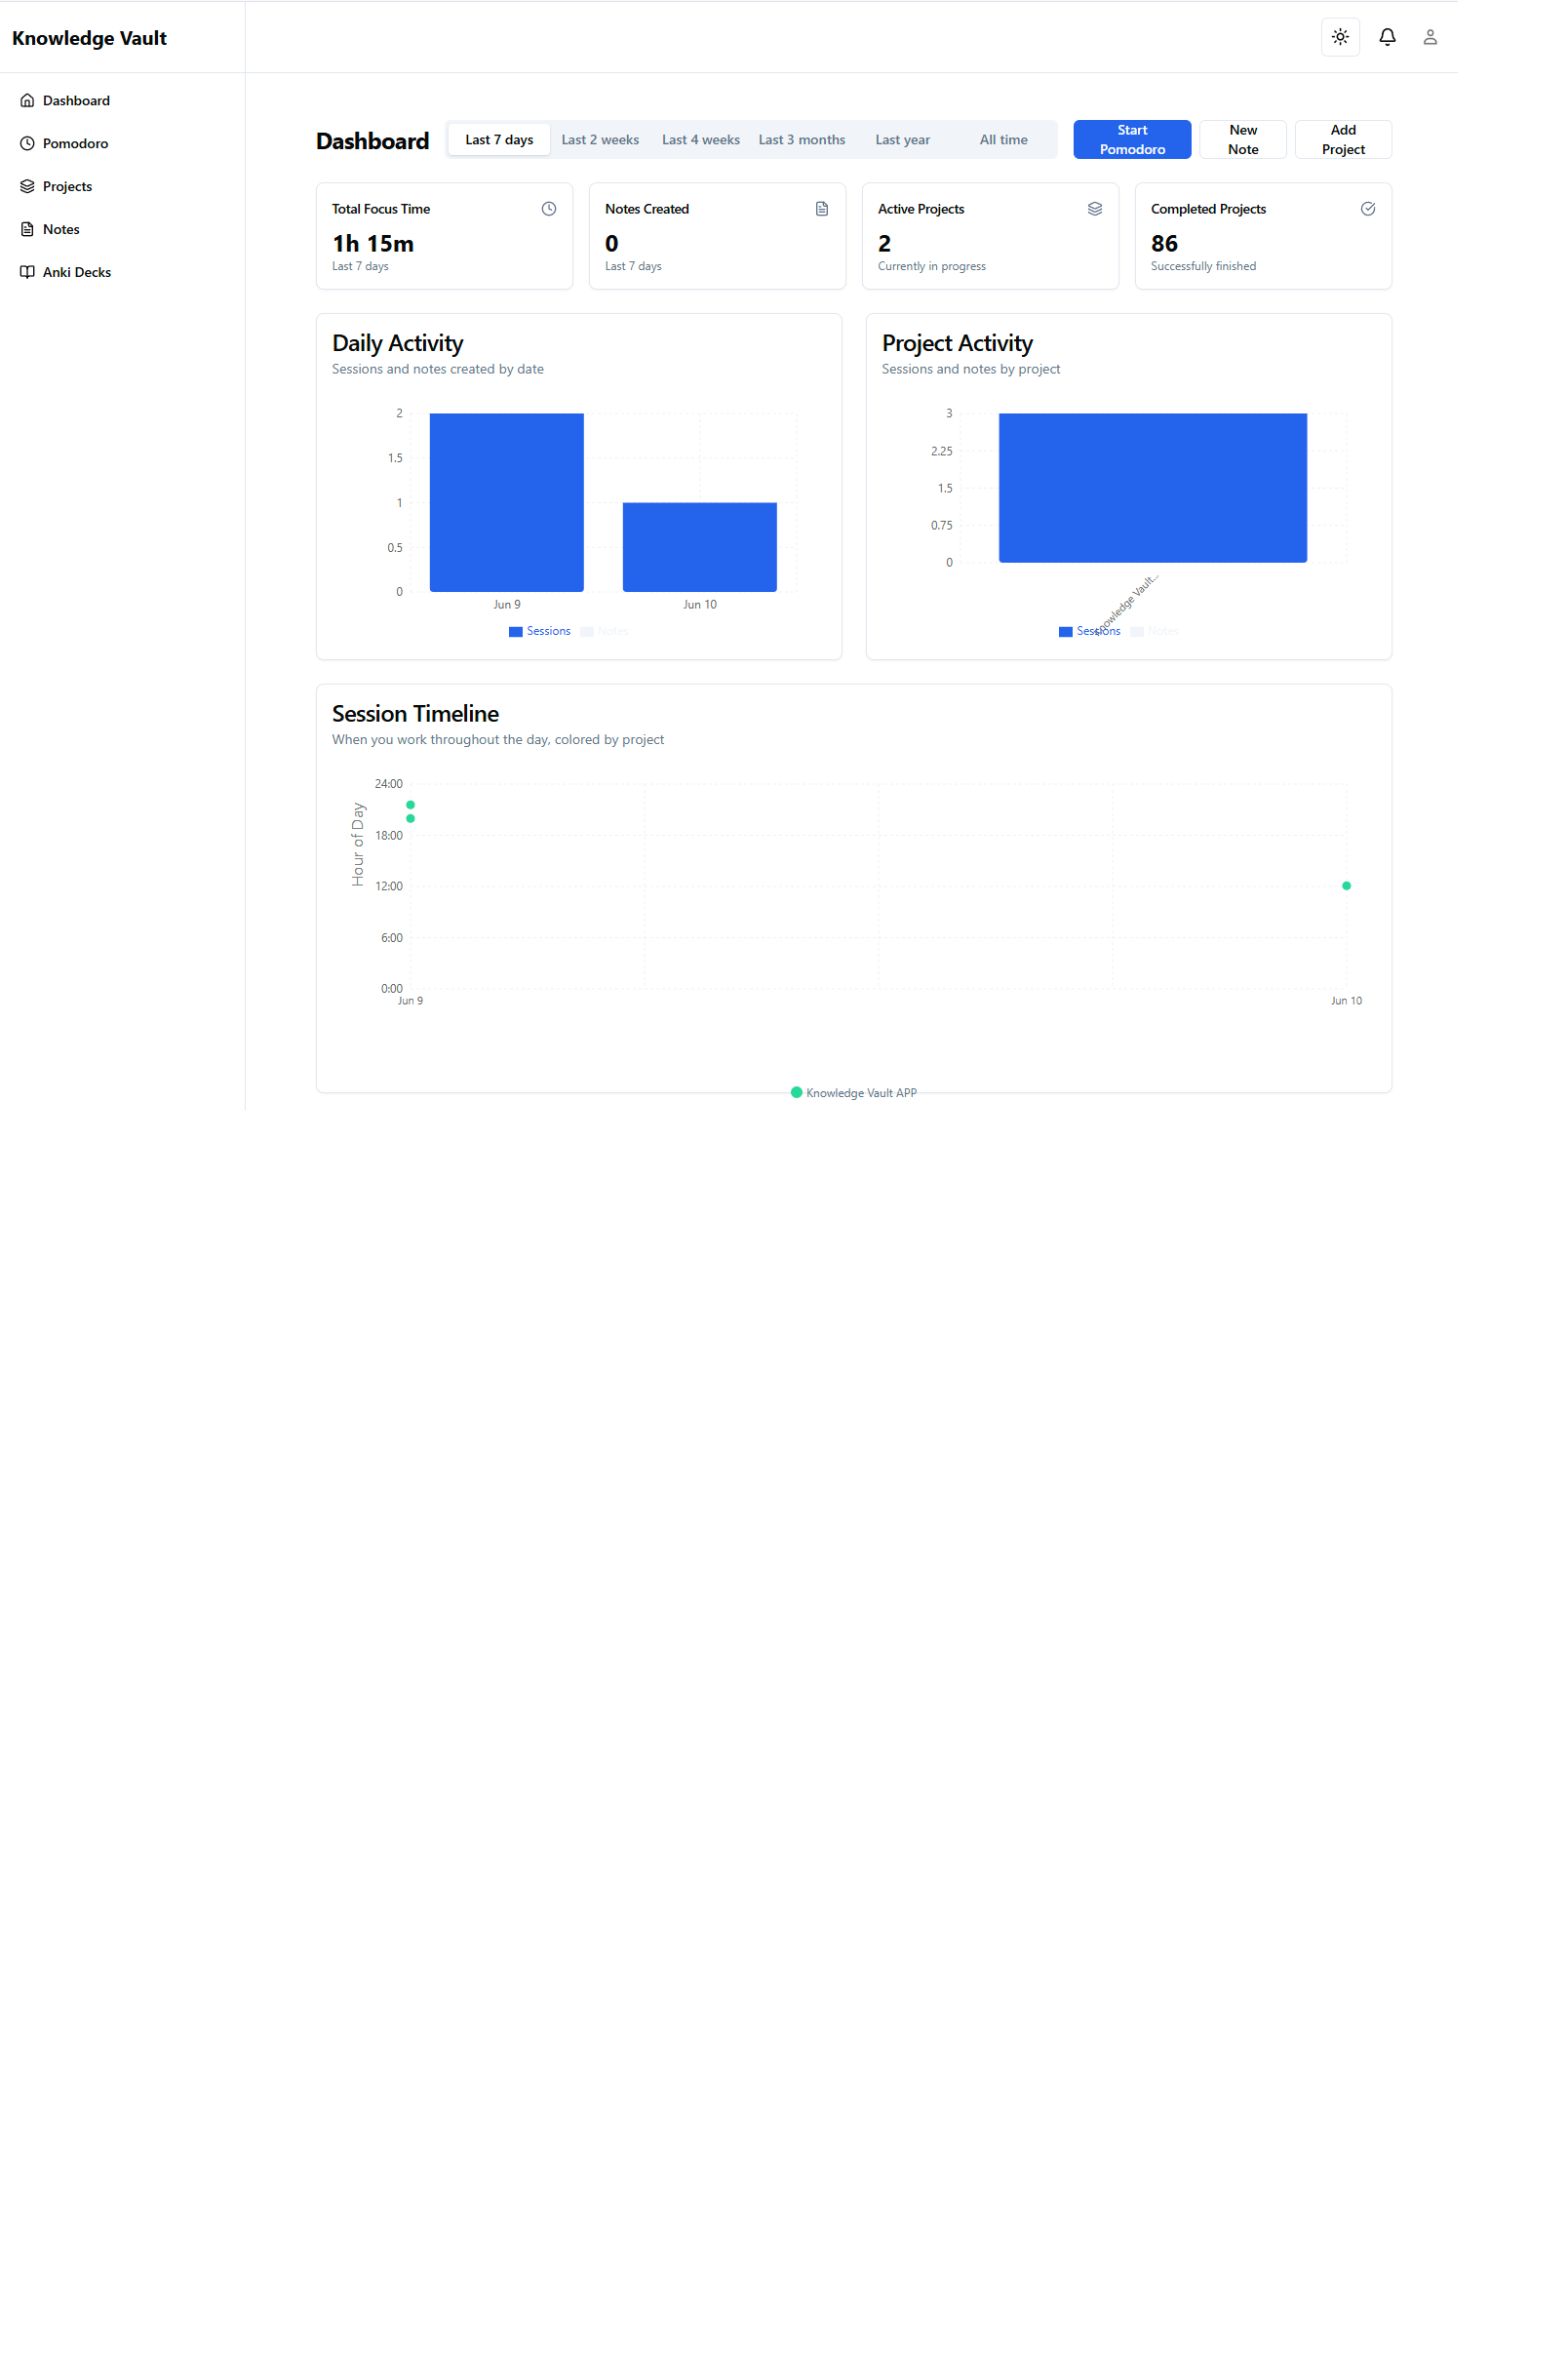 Knowledge Vault
Dashboard
Pomodoro
Projects
Notes
Anki Decks
Dashboard
Last 7 days
Last 2 weeks
Last 4 weeks
Last 3 months
Last year
All time
Start
Pomodoro
New
Note
Add
Project
Total Focus Time
1h 15m
Last 7 days
Notes Created
0
Last 7 days
Active Projects
2
Currently in progress
Completed Projects
86
Successfully finished
Daily Activity
Sessions and notes created by date
2
1.5
1
0.5
0
Jun 9
Jun 10
Sessions
Notes
Project Activity
Sessions and notes by project
3
2.25
1.5
0.75
0
Knowledge Vault...
Sessions
Notes
Session Timeline
When you work throughout the day, colored by project
Hour of Day
24:00
18:00
12:00
6:00
0:00
Jun 9
Jun 10
Knowledge Vault APP